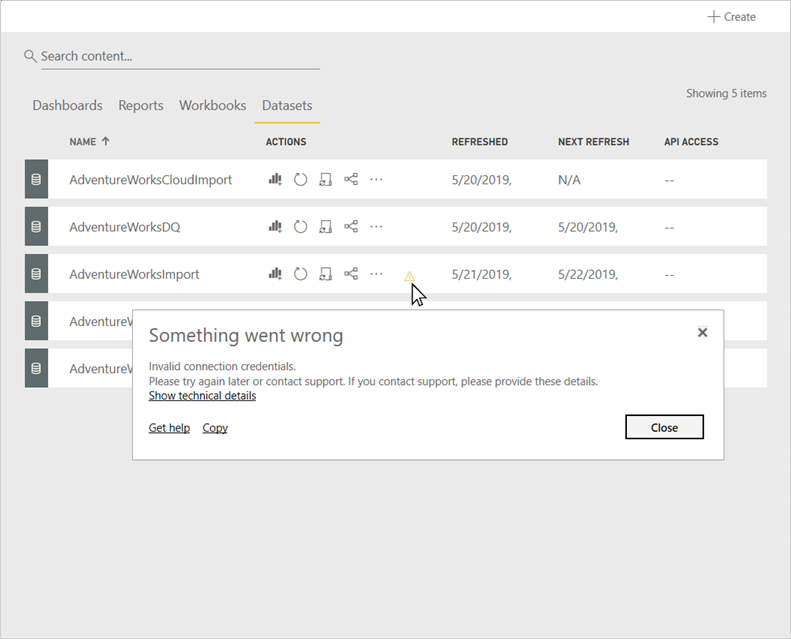 Create
Search content...
Showing 5 items
Dashboards Reports Workbooks Datasets
NAME ACTIONS REFRESHED NEXT REFRESH API ACCESS
AdventureWorksCloudImport ... 5/20/2019, N/A --
AdventureWorksDQ ... 5/20/2019, 5/20/2019, --
AdventureWorksImport ... 5/21/2019, 5/22/2019, --
AdventureW
AdventureW
Something went wrong
Invalid connection credentials.
Please try again later or contact support. If you contact support, please provide these details.
Show technical details
Get help Copy
Close